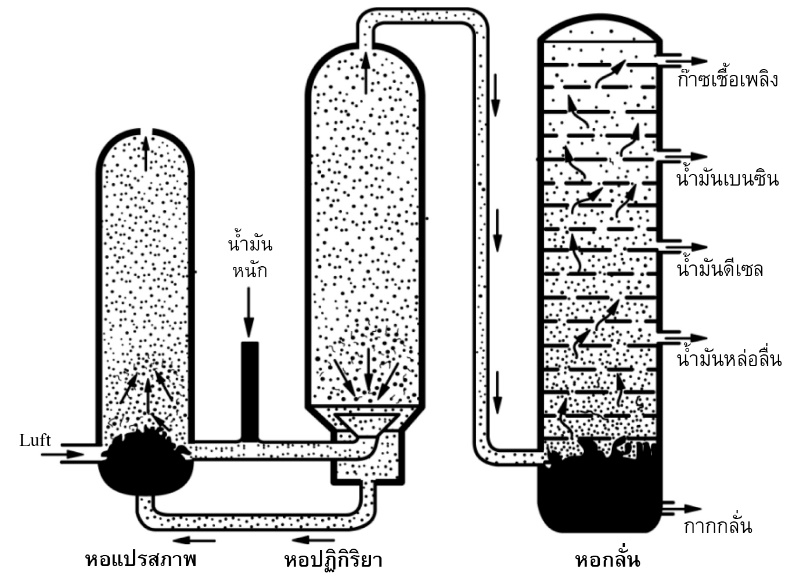 ก๊าซเชื้อเพลิง
น้ำมันเบนซิน
น้ำมัน
หนัก
น้ำมันดีเซล
น้ำมันหล่อลื่น
Luft
กากกลั่น
หอแปรสภาพ
หอปฏิกิริยา
หอกลั่น